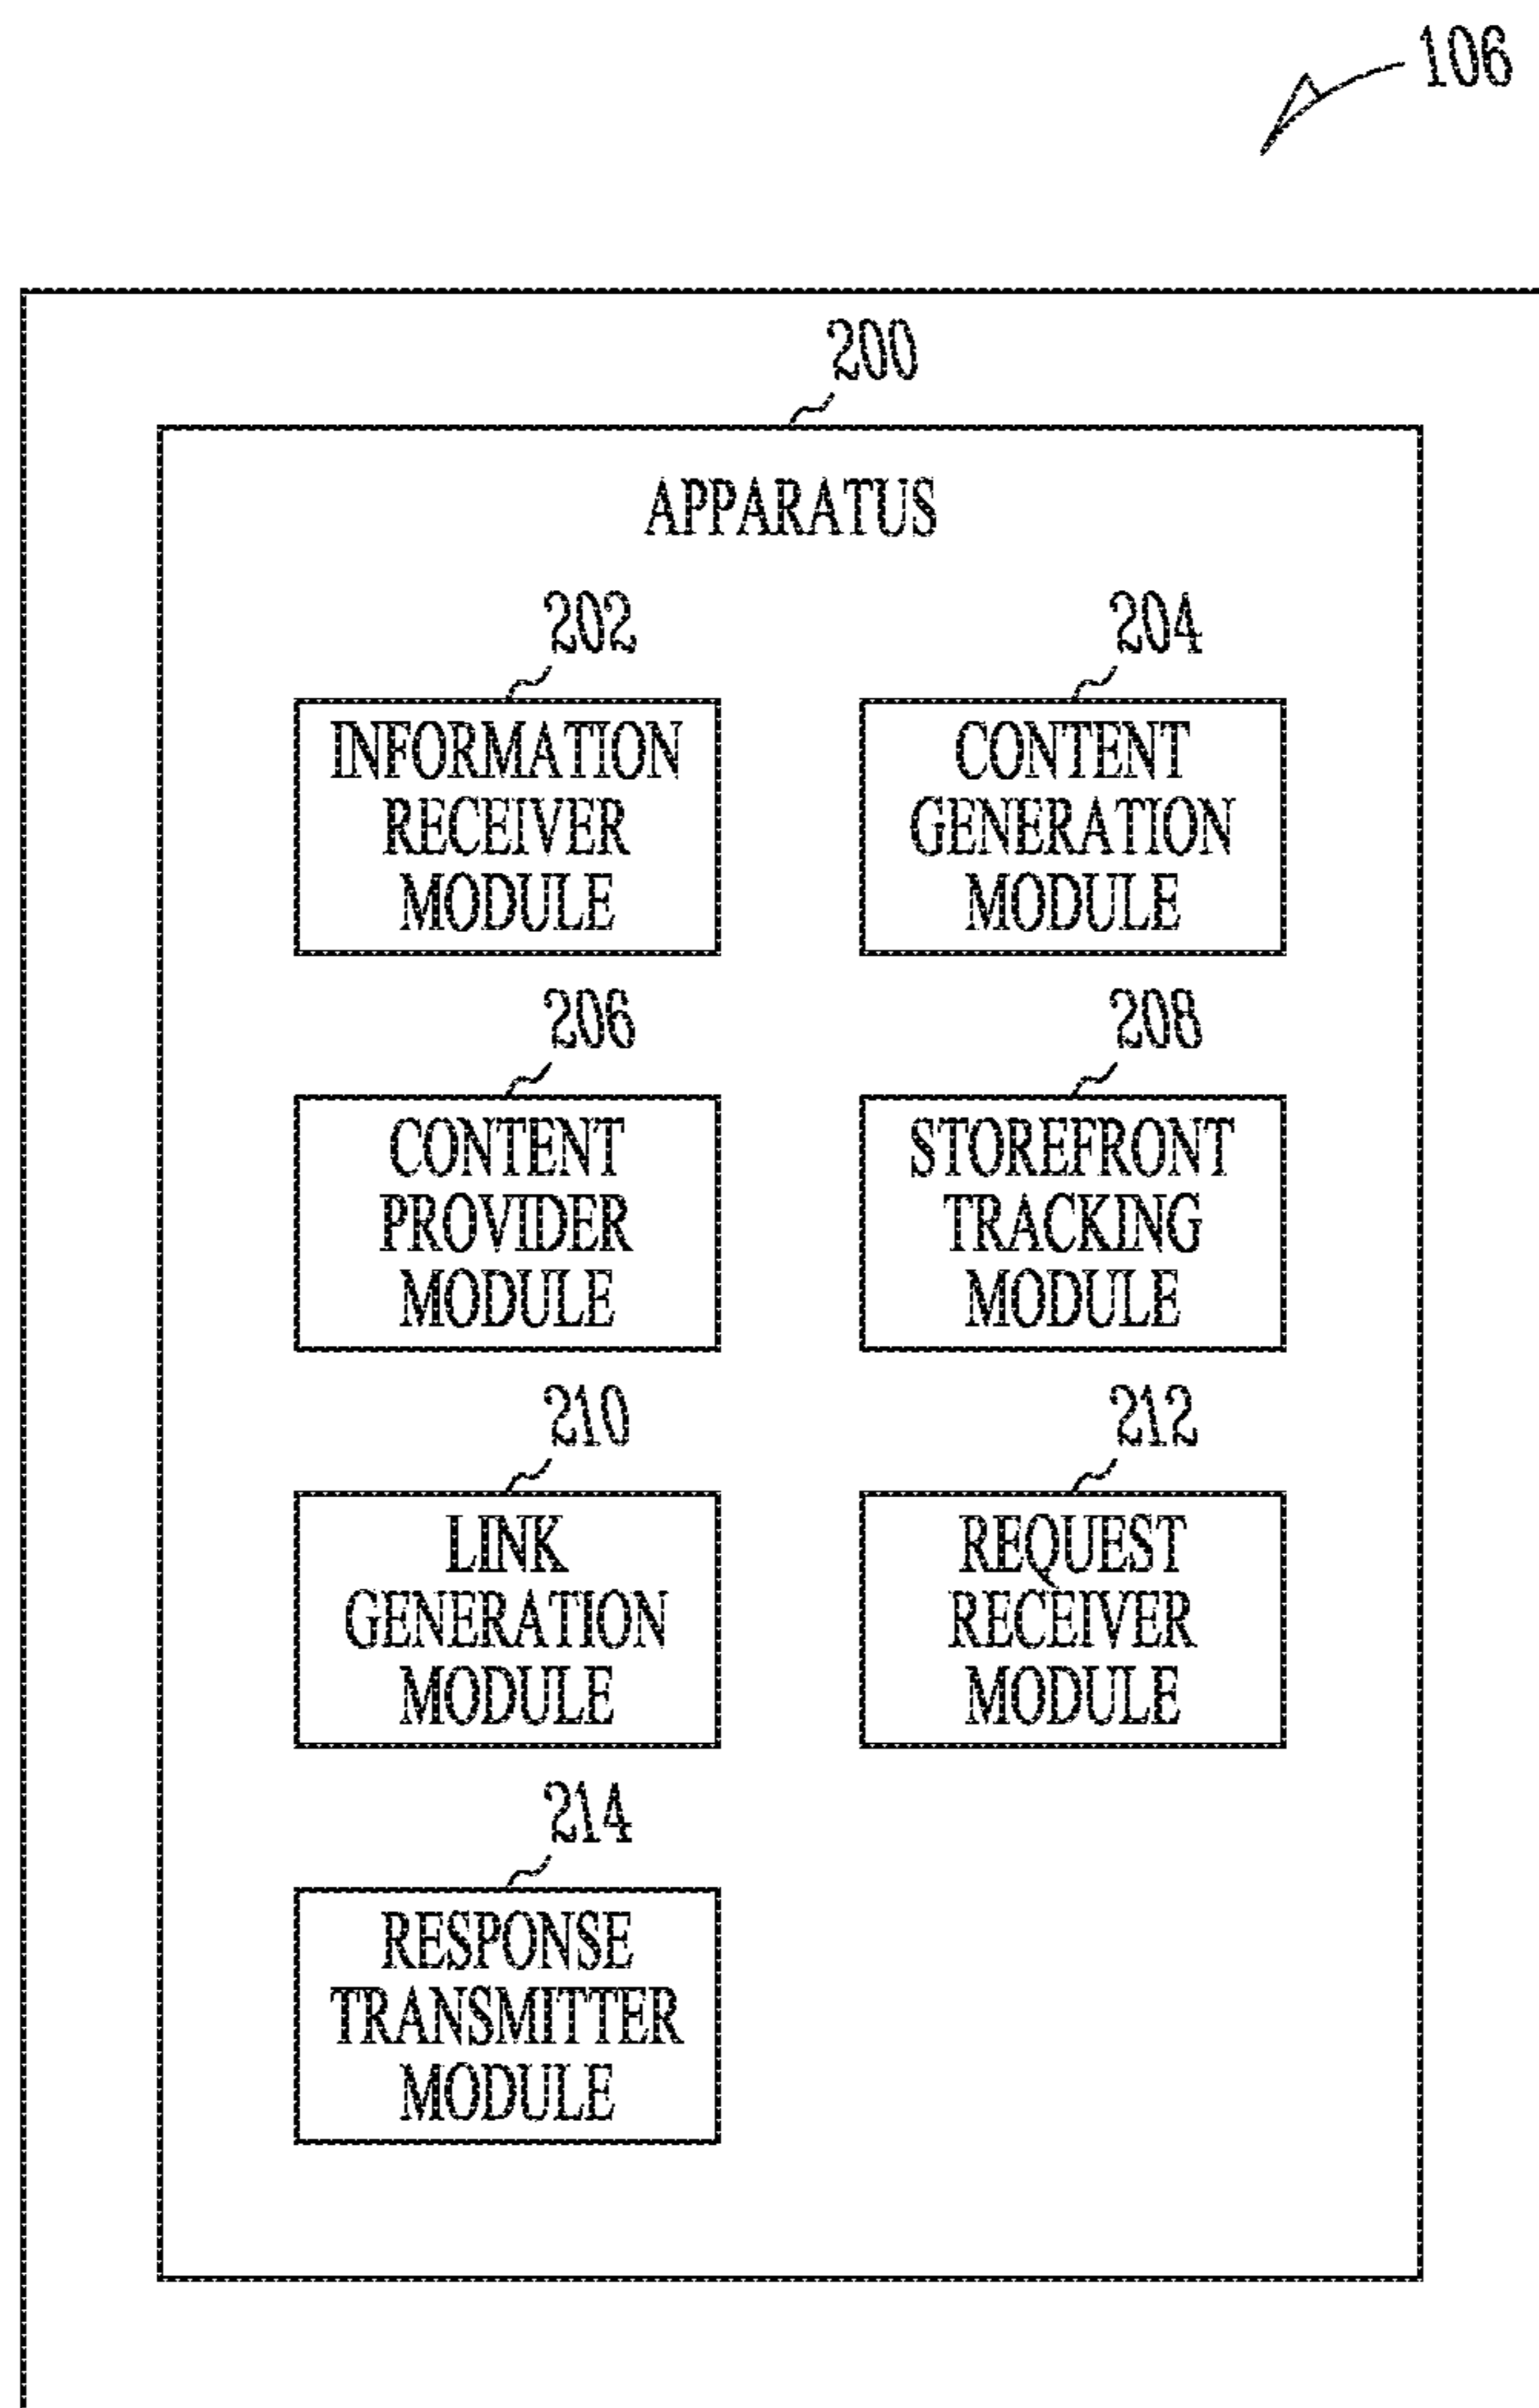 106
200
APPARATUS
202
INFORMATION
RECEIVER
MODULE
204
CONTENT
GENERATION
MODULE
206
CONTENT
PROVIDER
MODULE
208
STOREFRONT
TRACKING
MODULE
210
LINK
GENERATION
MODULE
212
REQUEST
RECEIVER
MODULE
214
RESPONSE
TRANSMITTER
MODULE